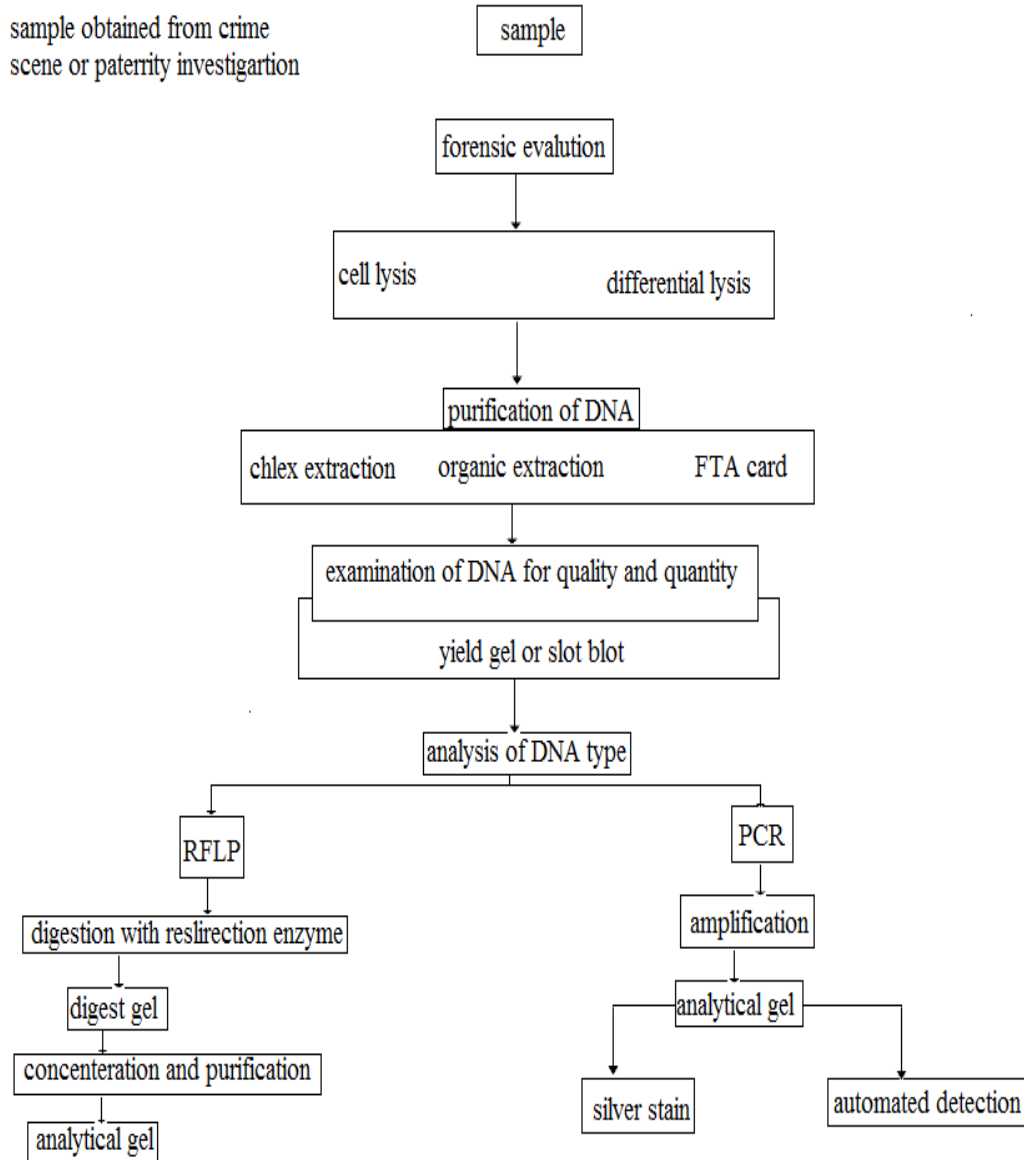 sample obtained from crime
scene or paterrity investigartion
sample
forensic evalution
cell lysis
differential lysis
purification of DNA
chlex extraction
organic extraction
FTA card
examination of DNA for quality and quantity
yield gel or slot blot
analysis of DNA type
RFLP
PCR
digestion with reslirection enzyme
amplification
digest gel
analytical gel
concenteration and purification
silver stain
automated detection
analytical gel